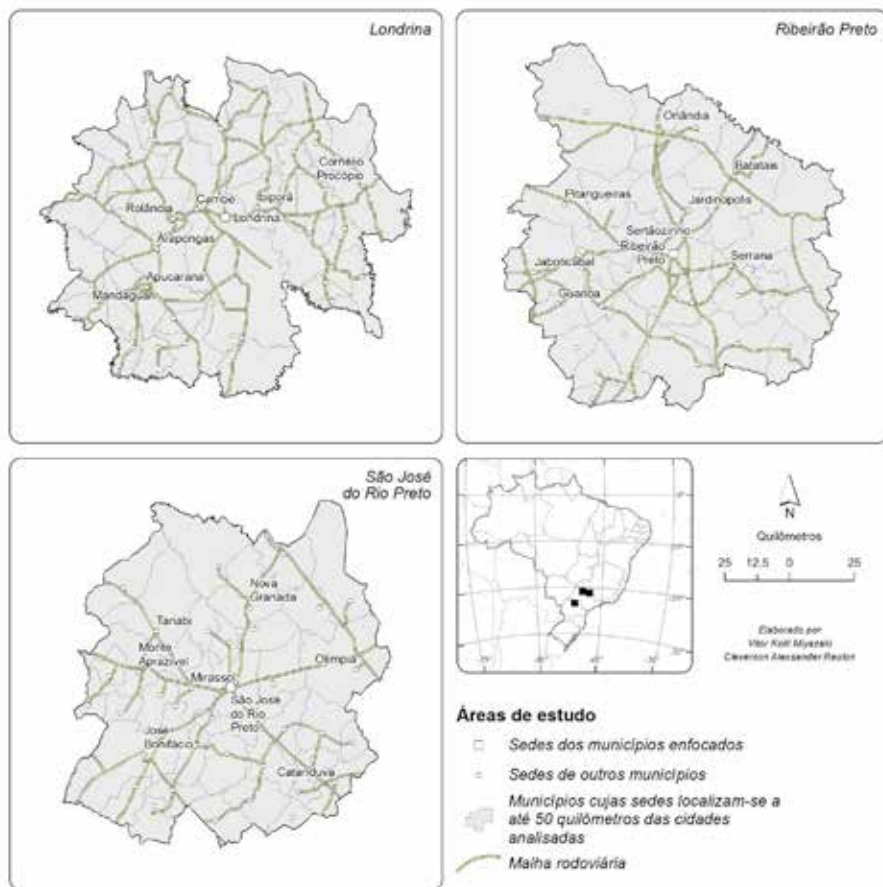 Londrina
Cornélio
Procópio
Cambé
Ibiporã
Rolândia
Londrina
Arapongas
Apucarana
Mandaguari
Ribeirão Preto
Orlândia
Batatais
Pitangueiras
Jardinópolis
Sertãozinho
Ribeirão
Preto
Serrana
Jaboticabal
Guariba
São José
do Rio Preto
Nova
Granada
Tanabi
Monte
Aprazível
Olímpia
Mirassol
São José
do Rio
Preto
José
Bonifácio
Catanduva
N
Quilômetros
25 12.5 0 25
Elaborado por:
Vitor Koiti Miyazaki
Cleverson Alessander Reolon
Áreas de estudo
Sedes dos municípios enfocados
Sedes de outros municípios
Municípios cujas sedes localizam-se a
até 50 quilômetros das cidades
analisadas
Malha rodoviária